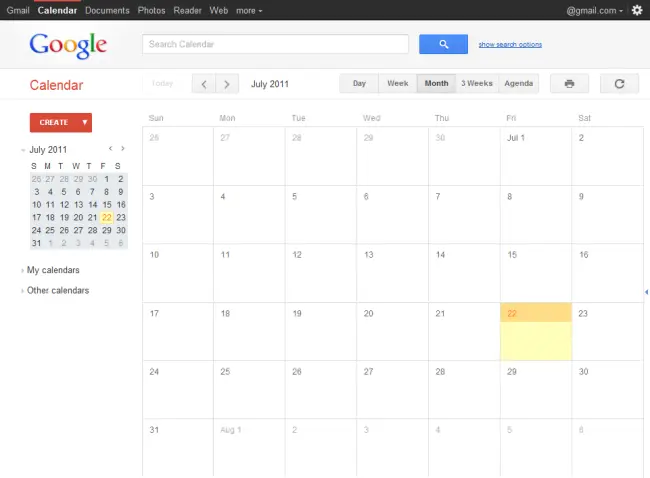 Gmail Calendar Documents Photos Reader Web more @gmail.com
Google Search Calendar show search options
Calendar Today July 2011 Day Week Month 3 Weeks Agenda
CREATE
Sun Mon Tue Wed Thu Fri Sat
July 2011
S M T W T F S
26 27 28 29 30 1 2
3 4 5 6 7 8 9
10 11 12 13 14 15 16
17 18 19 20 21 22 23
24 25 26 27 28 29 30
31 1 2 3 4 5 6
My calendars
Other calendars
26 27 28 29 30 Jul 1 2
3 4 5 6 7 8 9
10 11 12 13 14 15 16
17 18 19 20 21 22 23
24 25 26 27 28 29 30
31 Aug 1 2 3 4 5 6